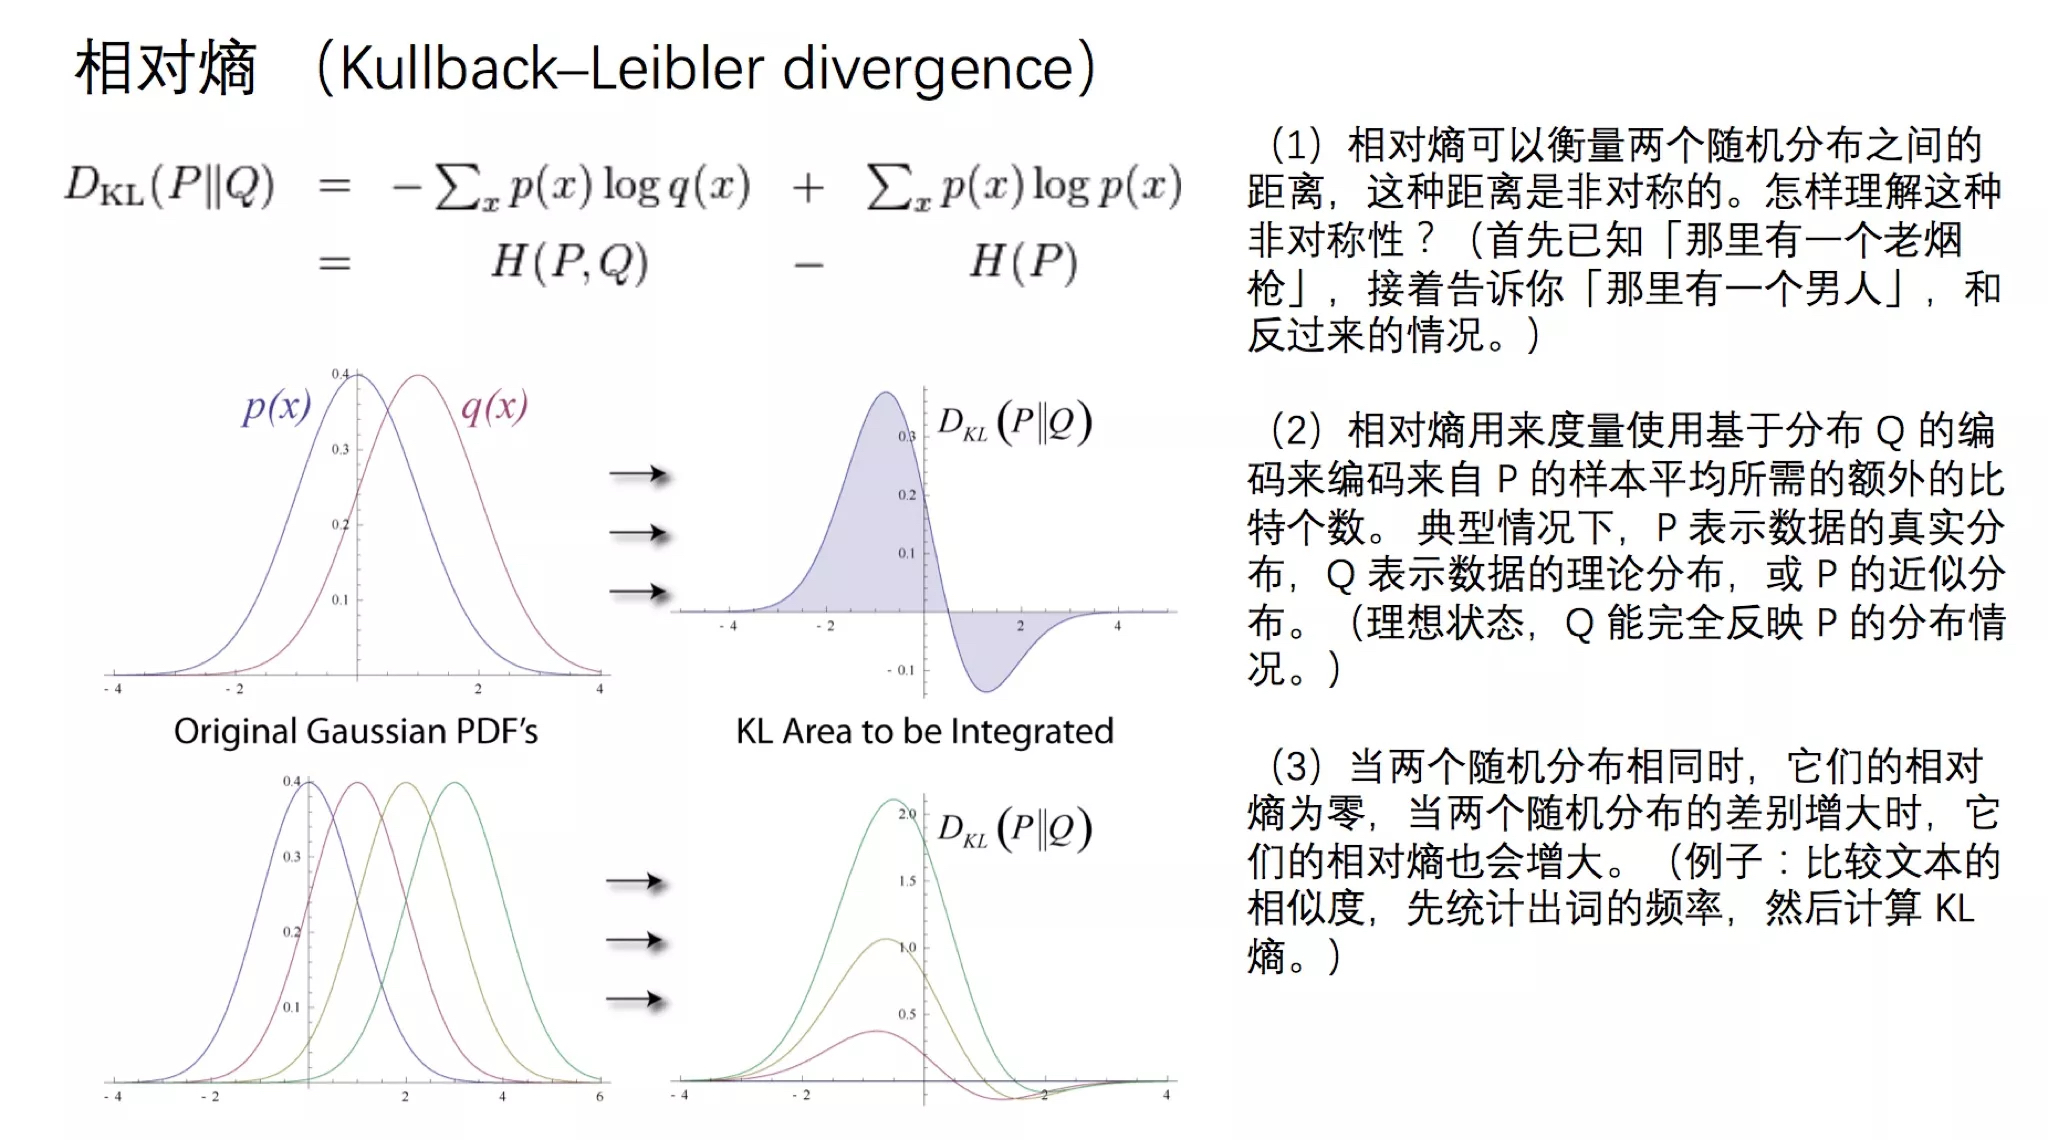 相对熵 （Kullback–Leibler divergence）
D_KL(P‖Q) = − ∑_x p(x) log q(x) + ∑_x p(x) log p(x)
= H(P,Q) − H(P)
（1）相对熵可以衡量两个随机分布之间的
距离，这种距离是非对称的。怎样理解这种
非对称性？（首先已知「那里有一个老烟
枪」，接着告诉你「那里有一个男人」，和
反过来的情况。）
（2）相对熵用来度量使用基于分布 Q 的编
码来编码来自 P 的样本平均所需的额外的比
特个数。 典型情况下，P 表示数据的真实分
布，Q 表示数据的理论分布，或 P 的近似分
布。（理想状态，Q 能完全反映 P 的分布情
况。）
（3）当两个随机分布相同时，它们的相对
熵为零，当两个随机分布的差别增大时，它
们的相对熵也会增大。（例子：比较文本的
相似度，先统计出词的频率，然后计算 KL
熵。）
p(x) q(x)
0.4
0.3
0.2
0.1
- 4 - 2 2 4
Original Gaussian PDF's
D_KL (P‖Q)
0.3
0.2
0.1
- 4 - 2 2 4
- 0.1
KL Area to be Integrated
0.4
0.3
0.2
0.1
- 4 - 2 2 4 6
D_KL (P‖Q)
2.0
1.5
1.0
0.5
- 4 - 2 2 4